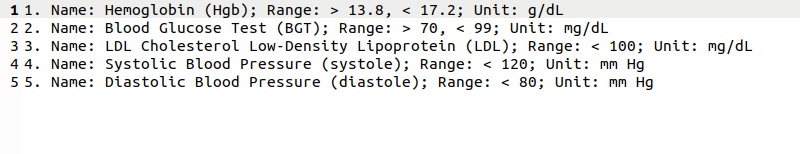 1 1. Name: Hemoglobin (Hgb); Range: > 13.8, < 17.2; Unit: g/dL
2 2. Name: Blood Glucose Test (BGT); Range: > 70, < 99; Unit: mg/dL
3 3. Name: LDL Cholesterol Low-Density Lipoprotein (LDL); Range: < 100; Unit: mg/dL
4 4. Name: Systolic Blood Pressure (systole); Range: < 120; Unit: mm Hg
5 5. Name: Diastolic Blood Pressure (diastole); Range: < 80; Unit: mm Hg